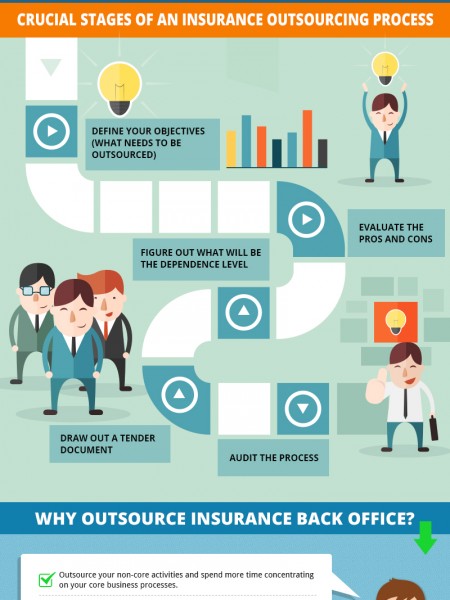 CRUCIAL STAGES OF AN INSURANCE OUTSOURCING PROCESS
DEFINE YOUR OBJECTIVES
(WHAT NEEDS TO BE
OUTSOURCED)
EVALUATE THE
PROS AND CONS
FIGURE OUT WHAT WILL BE
THE DEPENDENCE LEVEL
DRAW OUT A TENDER
DOCUMENT
AUDIT THE PROCESS
WHY OUTSOURCE INSURANCE BACK OFFICE?
Outsource your non-core activities and spend more time concentrating
on your core business processes.